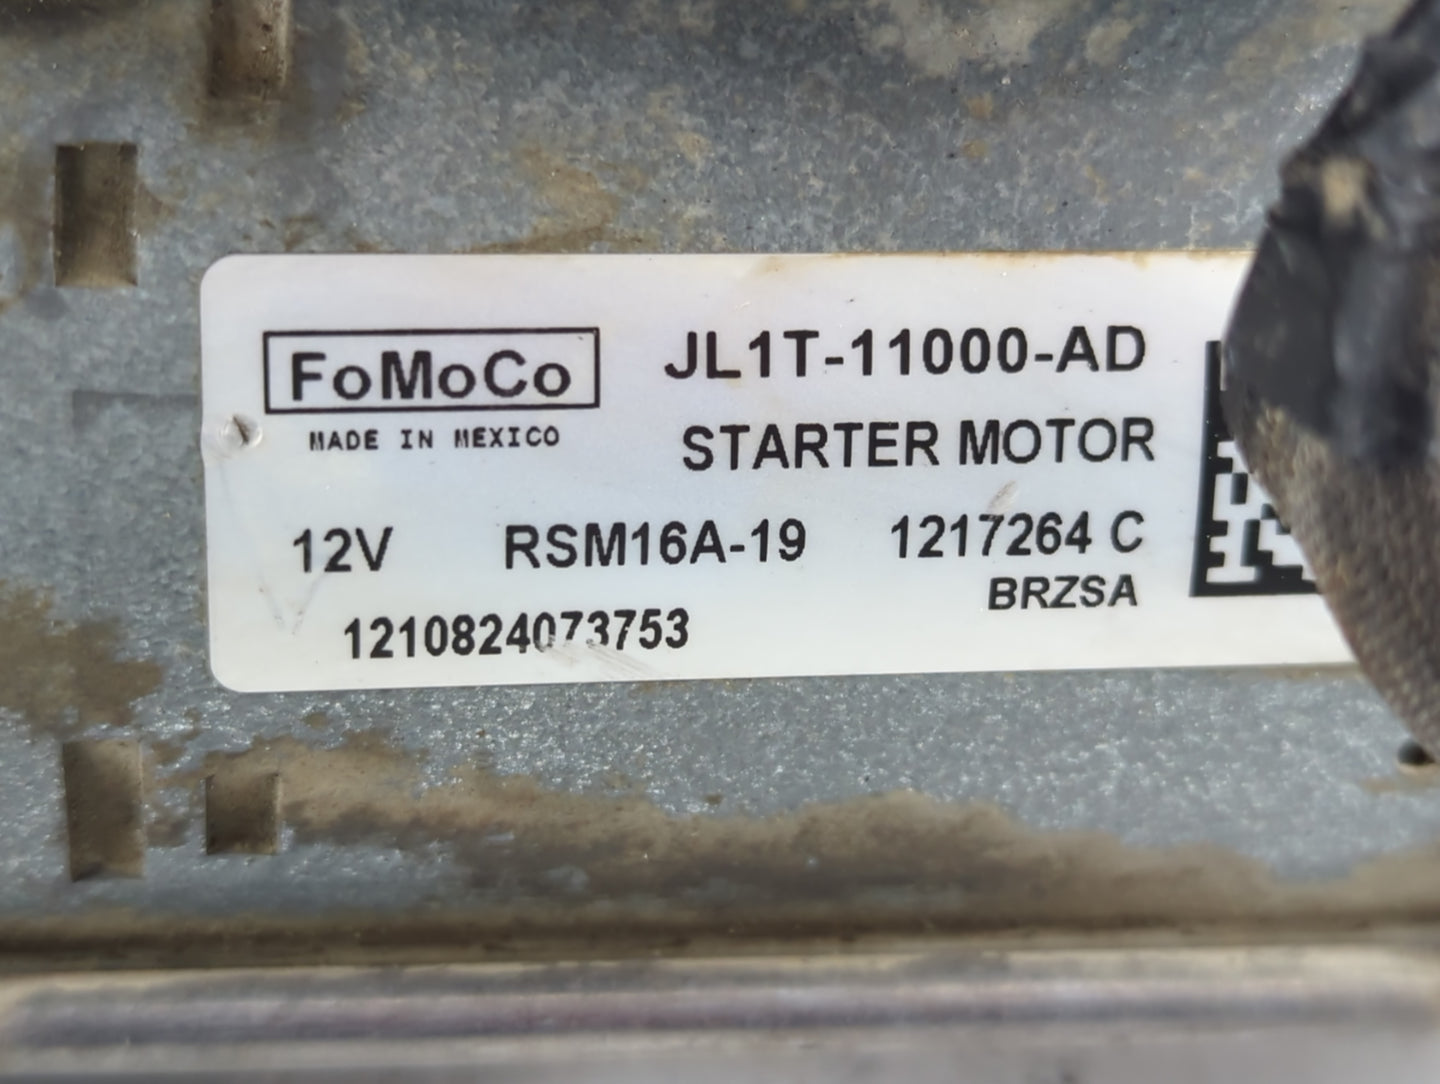 FoMoCo
MADE IN MEXICO
JL1T-11000-AD
STARTER MOTOR
12V RSM16A-19 1217264 C
BRZSA
1210824073753